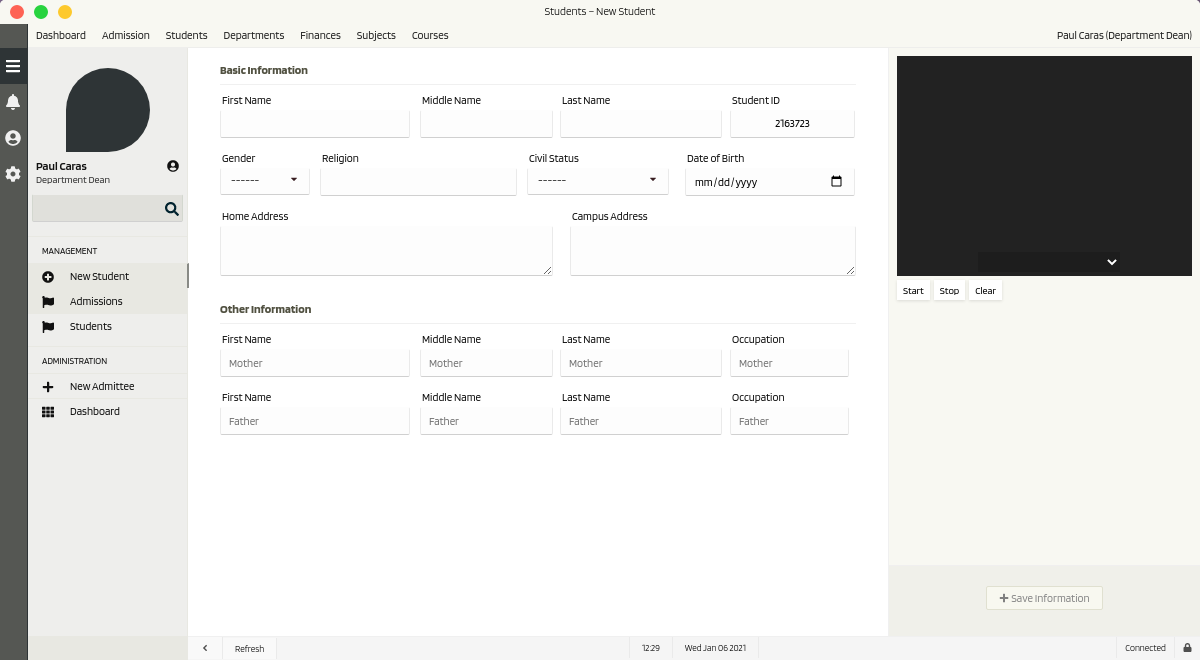 Students – New Student
Dashboard Admission Students Departments Finances Subjects Courses Paul Caras (Department Dean)
Paul Caras
Department Dean
MANAGEMENT
New Student
Admissions
Students
ADMINISTRATION
New Admittee
Dashboard
Basic Information
First Name Middle Name Last Name Student ID
2163723
Gender Religion Civil Status Date of Birth
------ ------ mm/dd/yyyy
Home Address Campus Address
Other Information
First Name Middle Name Last Name Occupation
Mother Mother Mother Mother
First Name Middle Name Last Name Occupation
Father Father Father Father
Start Stop Clear
Save Information
Refresh 12:29 Wed Jan 06 2021 Connected